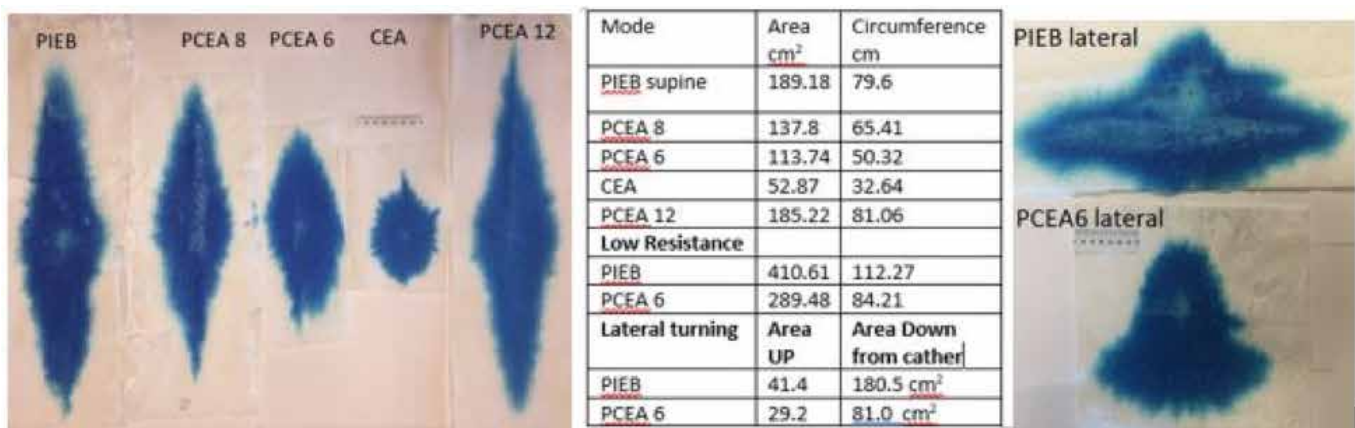 PIEB
PCEA 8
PCEA 6
CEA
PCEA 12
Mode Area cm² Circumference cm
PIEB supine 189.18 79.6
PCEA 8 137.8 65.41
PCEA 6 113.74 50.32
CEA 52.87 32.64
PCEA 12 185.22 81.06
Low Resistance
PIEB 410.61 112.27
PCEA 6 289.48 84.21
Lateral turning Area UP Area Down from cather
PIEB 41.4 180.5 cm²
PCEA 6 29.2 81.0 cm²
PIEB lateral
PCEA6 lateral